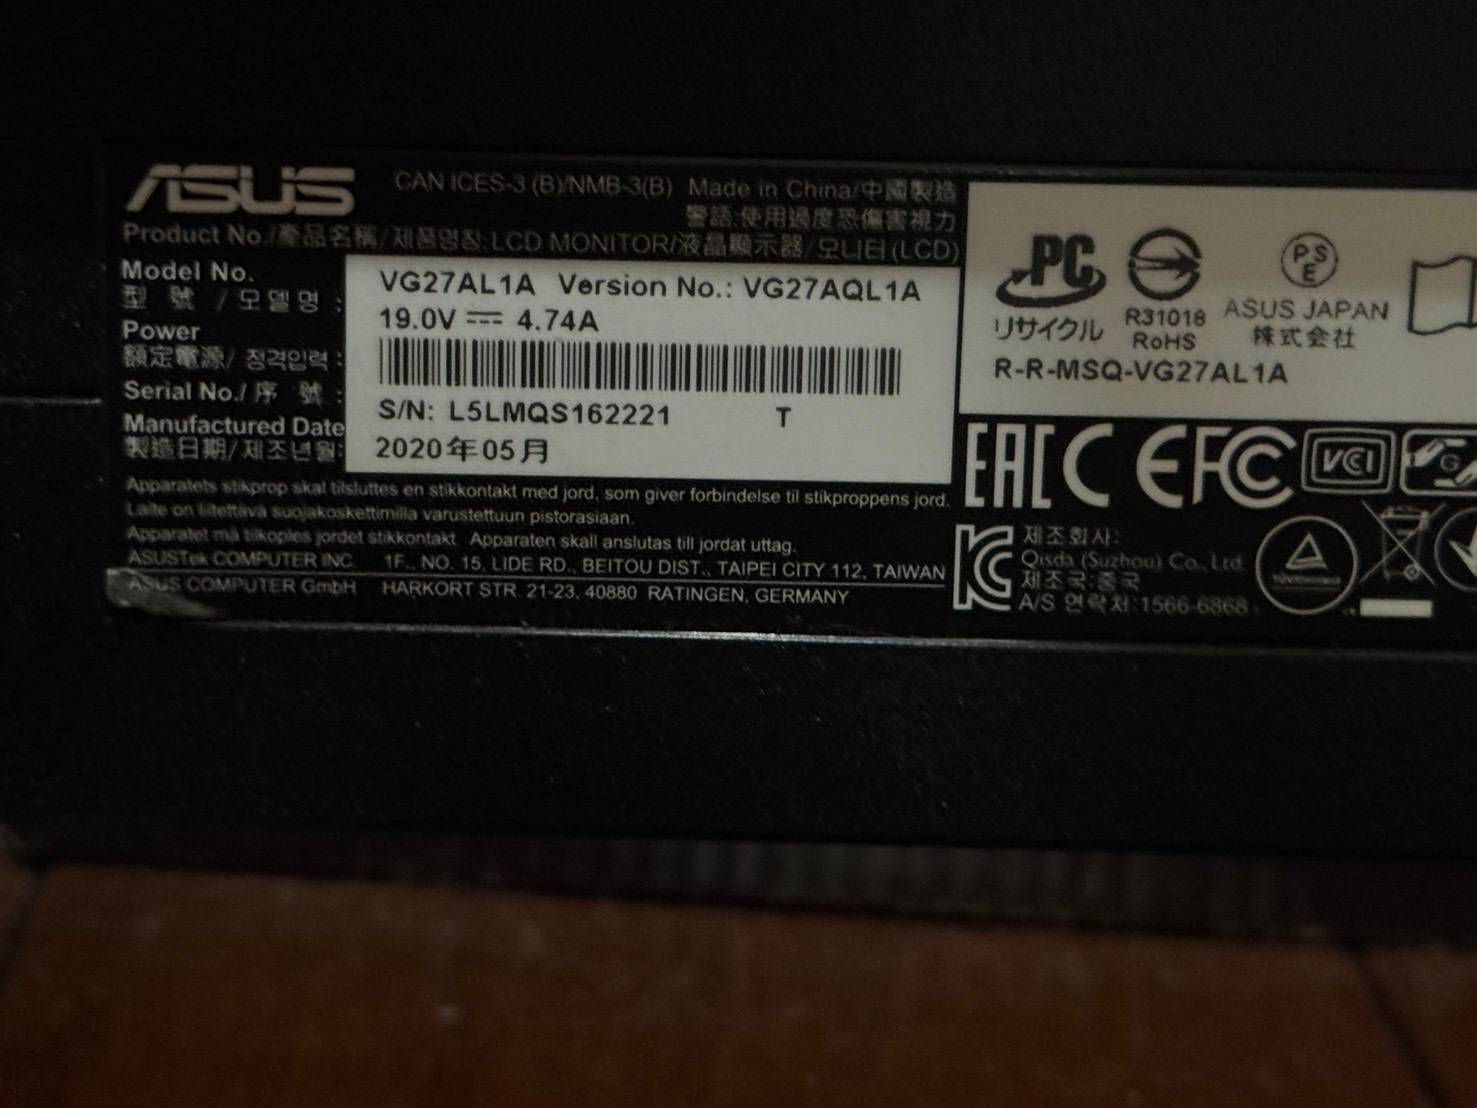 ASUS CAN ICES-3 (B)/NMB-3(B) Made in China/中國製造
警語:使用過度恐傷害視力
Product No./產品名稱/제품명칭:LCD MONITOR/液晶顯示器/모니터(LCD)
Model No. VG27AL1A Version No.: VG27AQL1A
型 號 / 모델명 :
Power 19.0V 4.74A
額定電源/ 정격입력 :
Serial No./ 序 號 : S/N: L5LMQS162221 T
Manufactured Date 2020年05月
製造日期/제조년월:
Apparatets stikprop skal tilsluttes en stikkontakt med jord, som giver forbindelse til stikproppens jord.
Laite on liitettävä suojakoskettimilla varustettuun pistorasiaan.
Apparatet må tilkoples jordet stikkontakt Apparaten skall anslutas till jordat uttag.
ASUSTek COMPUTER INC. 1F., NO. 15, LIDE RD., BEITOU DIST., TAIPEI CITY 112, TAIWAN
ASUS COMPUTER GmbH HARKORT STR. 21-23, 40880 RATINGEN, GERMANY
PC
リサイクル
R31018
RoHS
PSE
ASUS JAPAN
株式会社
R-R-MSQ-VG27AL1A
EAC CE FC VCCI
제조회사:
Qisda (Suzhou) Co., Ltd.
제조국:중국
A/S 연락처:1566-6868